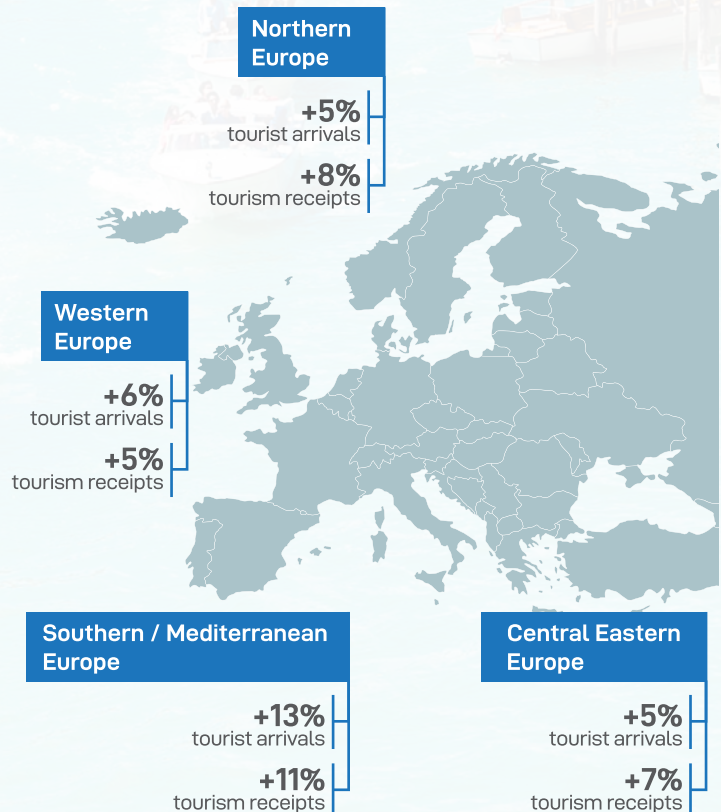 Northern
Europe
+5%
tourist arrivals
+8%
tourism receipts
Western
Europe
+6%
tourist arrivals
+5%
tourism receipts
Southern / Mediterranean
Europe
+13%
tourist arrivals
+11%
tourism receipts
Central Eastern
Europe
+5%
tourist arrivals
+7%
tourism receipts